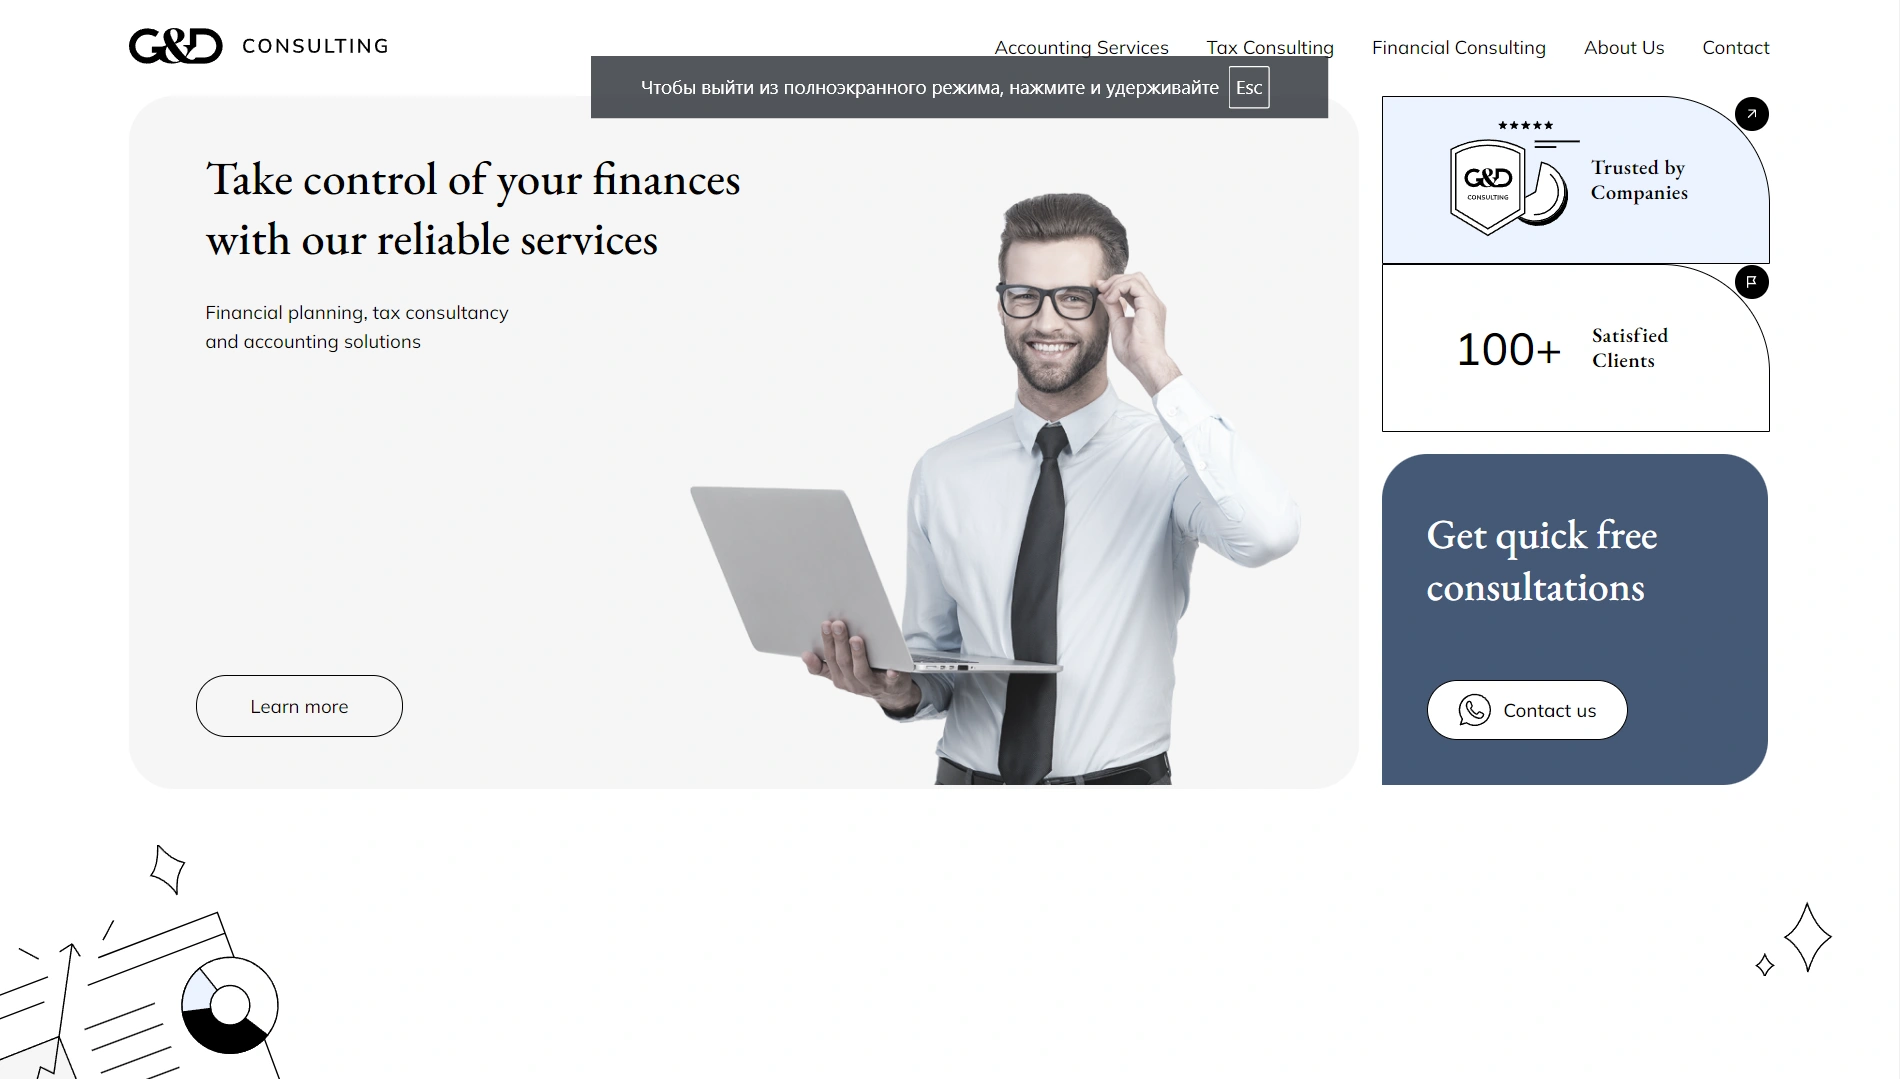 G&D CONSULTING
Accounting Services
Tax Consulting
Financial Consulting
About Us
Contact
Чтобы выйти из полноэкранного режима, нажмите и удерживайте Esc
Take control of your finances
with our reliable services
Financial planning, tax consultancy
and accounting solutions
Learn more
G&D
CONSULTING
Trusted by
Companies
100+
Satisfied
Clients
Get quick free
consultations
Contact us